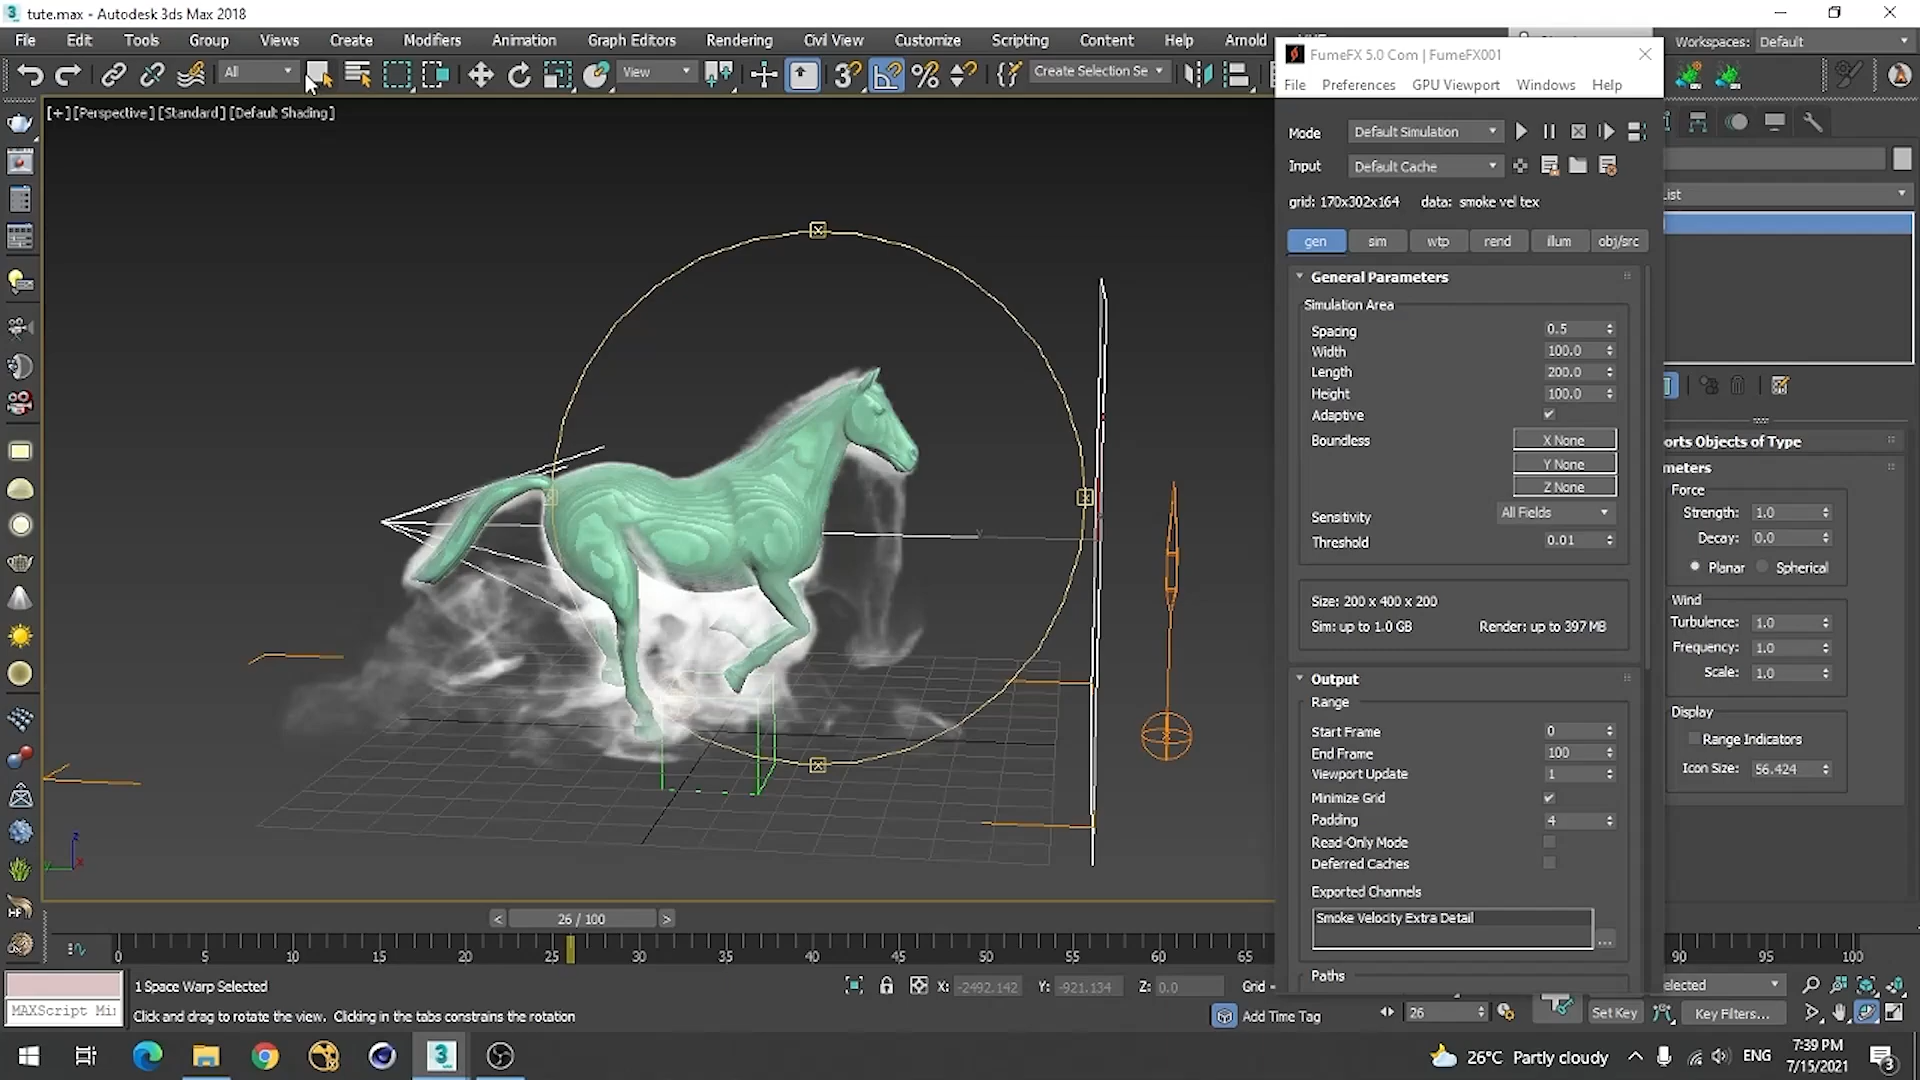 tute.max - Autodesk 3ds Max 2018
File Edit Tools Group Views Create Modifiers Animation Graph Editors Rendering Civil View Customize Scripting Content Help Arnold
Workspaces: Default
All
View
Create Selection Se
[+] [Perspective] [Standard] [Default Shading]
FumeFX 5.0 Com | FumeFX001
File Preferences GPU Viewport Windows Help
Mode Default Simulation
Input Default Cache
grid: 170x302x164 data: smoke vel tex
gen sim wtp rend illum obj/src
General Parameters
Simulation Area
Spacing 0.5
Width 100.0
Length 200.0
Height 100.0
Adaptive
Boundless X None
Y None
Z None
Sensitivity All Fields
Threshold 0.01
Size: 200 x 400 x 200
Sim: up to 1.0 GB Render: up to 397 MB
Output
Range
Start Frame 0
End Frame 100
Viewport Update 1
Minimize Grid
Padding 4
Read-Only Mode
Deferred Caches
Exported Channels
Smoke Velocity Extra Detail
...
Paths
ist
orts Objects of Type
meters
Force
Strength: 1.0
Decay: 0.0
Planar Spherical
Wind
Turbulence: 1.0
Frequency: 1.0
Scale: 1.0
Display
Range Indicators
Icon Size: 56.424
y
z
x
y
< 26 / 100 >
0 5 10 15 20 25 30 35 40 45 50 55 60 65 90 95 100
1 Space Warp Selected
X: -2492.142 Y: -921.134 Z: 0.0 Grid =
elected
MAXScript Mi
Click and drag to rotate the view. Clicking in the tabs constrains the rotation
Add Time Tag
26
Set Key
Key Filters...
26°C Partly cloudy
ENG
7:39 PM
7/15/2021
3